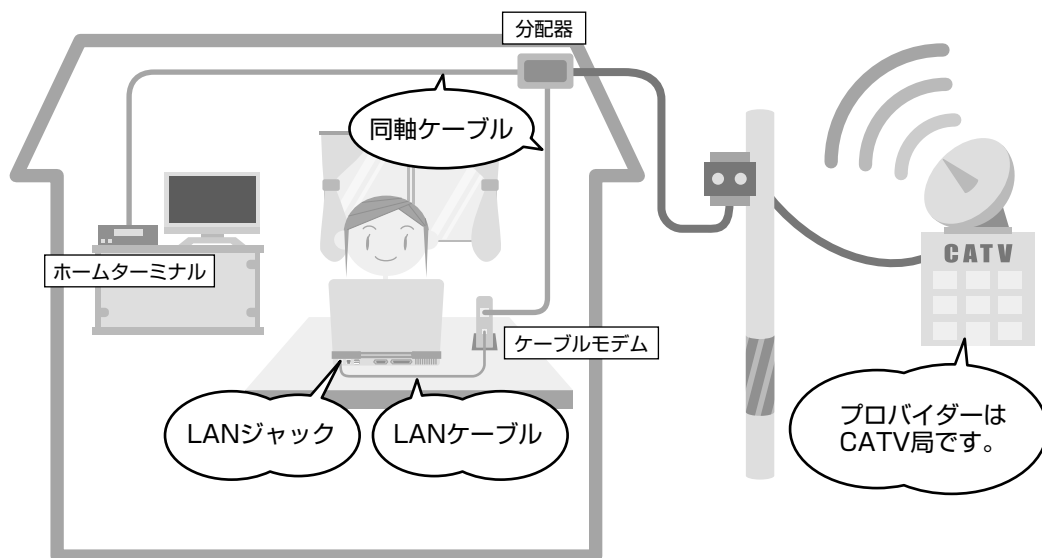 分配器
同軸ケーブル
ホームターミナル
CATV
ケーブルモデム
LANジャック
LANケーブル
プロバイダーは
CATV局です。